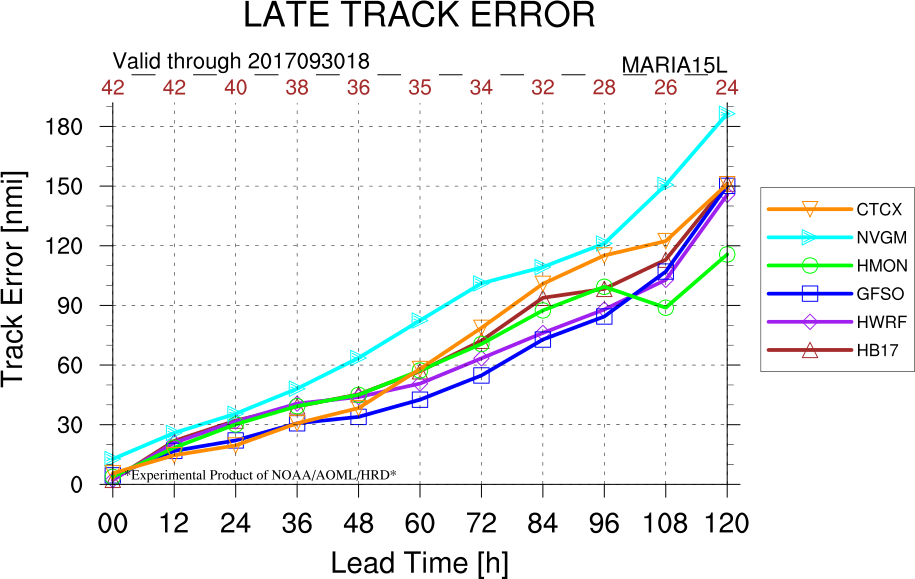 LATE TRACK ERROR
Valid through 2017093018
MARIA15L
42 42 40 38 36 35 34 32 28 26 24
180
150
120
90
60
30
0
Track Error [nmi]
*Experimental Product of NOAA/AOML/HRD*
00 12 24 36 48 60 72 84 96 108 120
Lead Time [h]
CTCX
NVGM
HMON
GFSO
HWRF
HB17